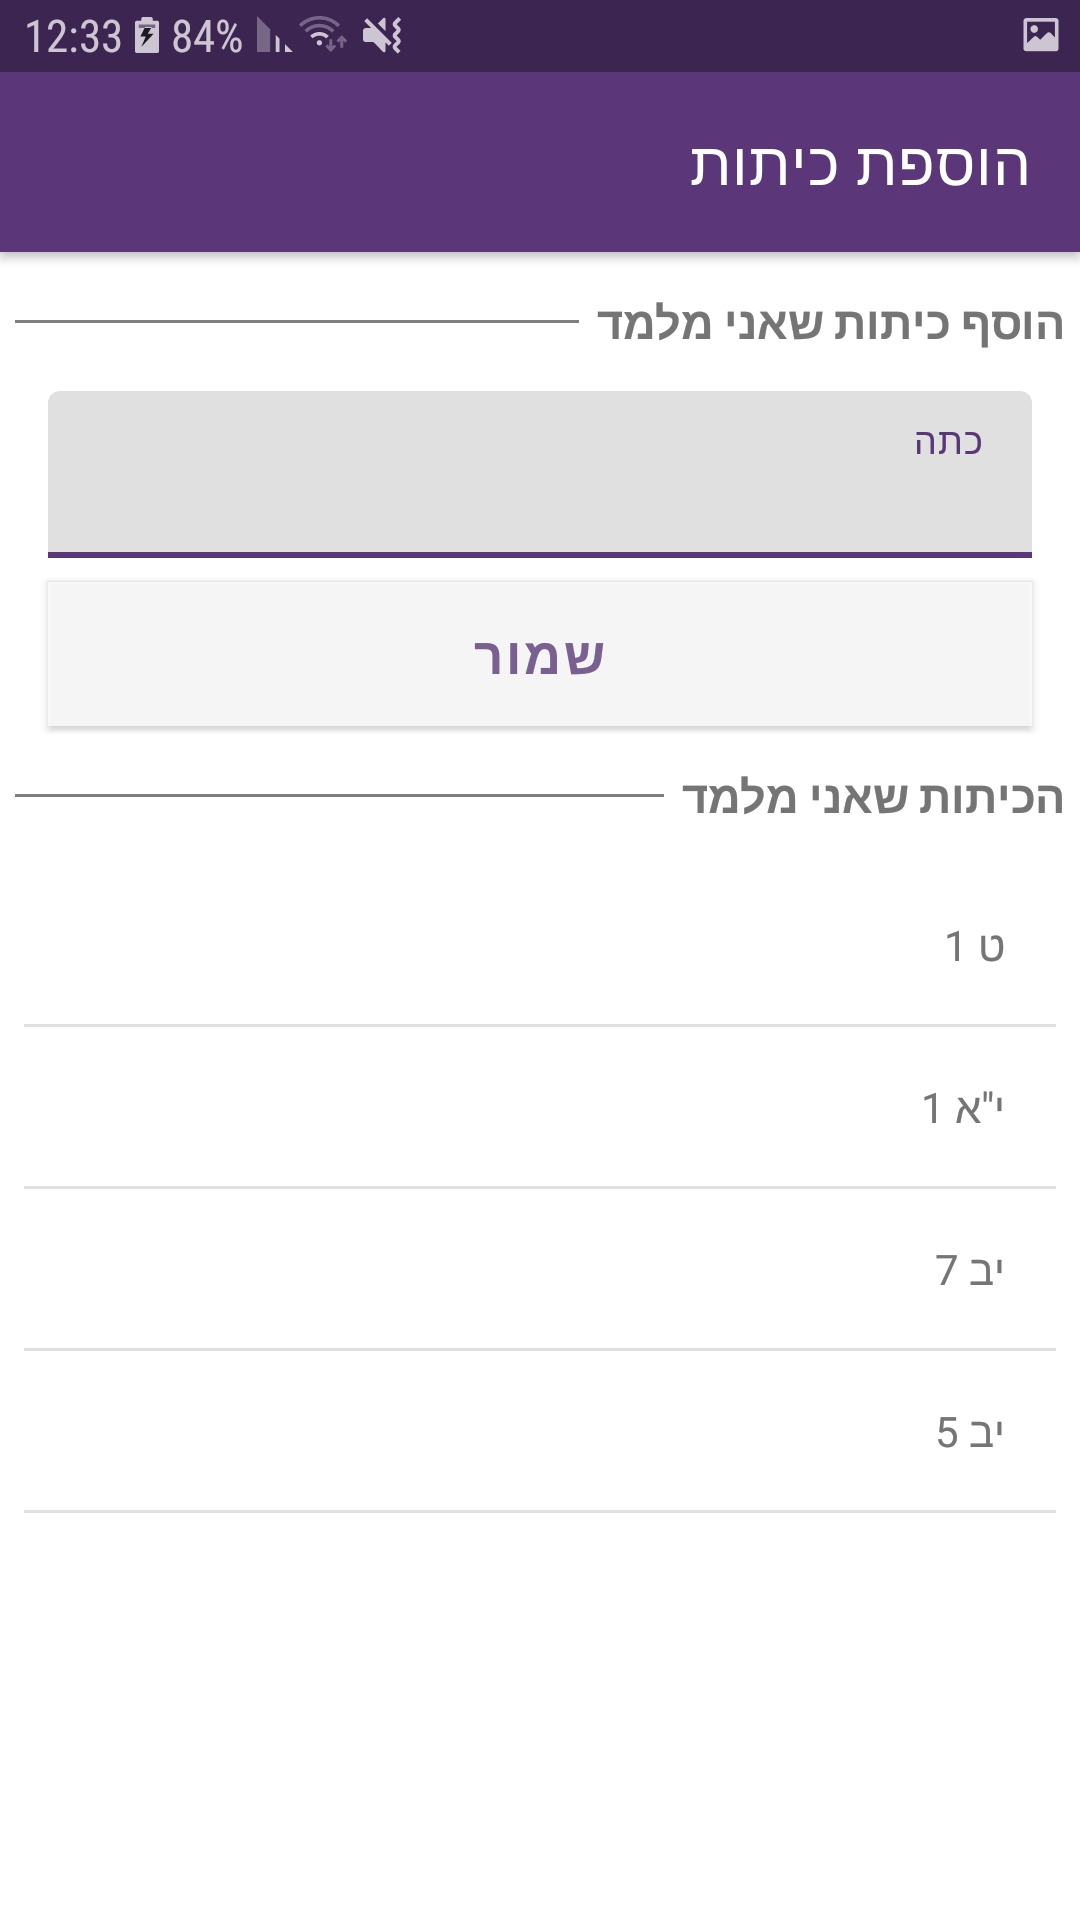 12:33 84%
הוספת כיתות
הוסף כיתות שאני מלמד
כתה
שמור
הכיתות שאני מלמד
ט 1
י"א 1
יב 7
יב 5